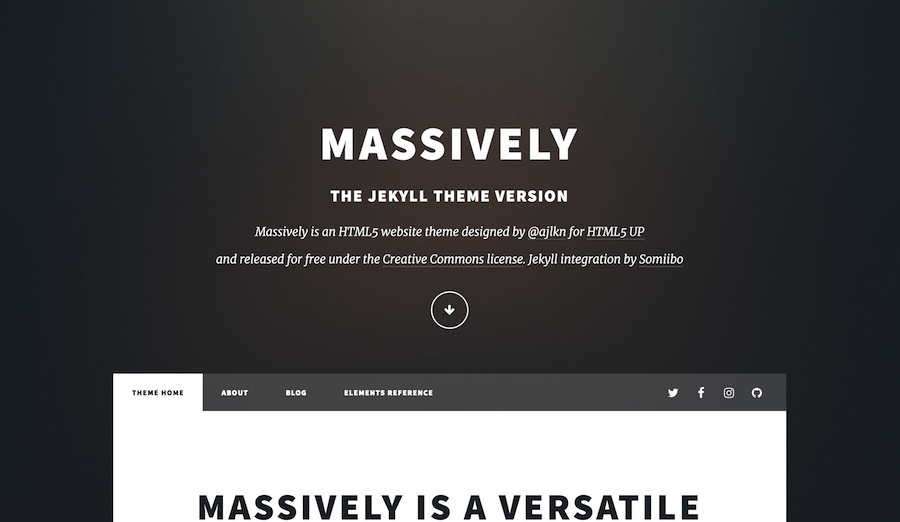 MASSIVELY
THE JEKYLL THEME VERSION
Massively is an HTML5 website theme designed by @ajlkn for HTML5 UP
and released for free under the Creative Commons license. Jekyll integration by Somiibo
THEME HOME ABOUT BLOG ELEMENTS REFERENCE
MASSIVELY IS A VERSATILE